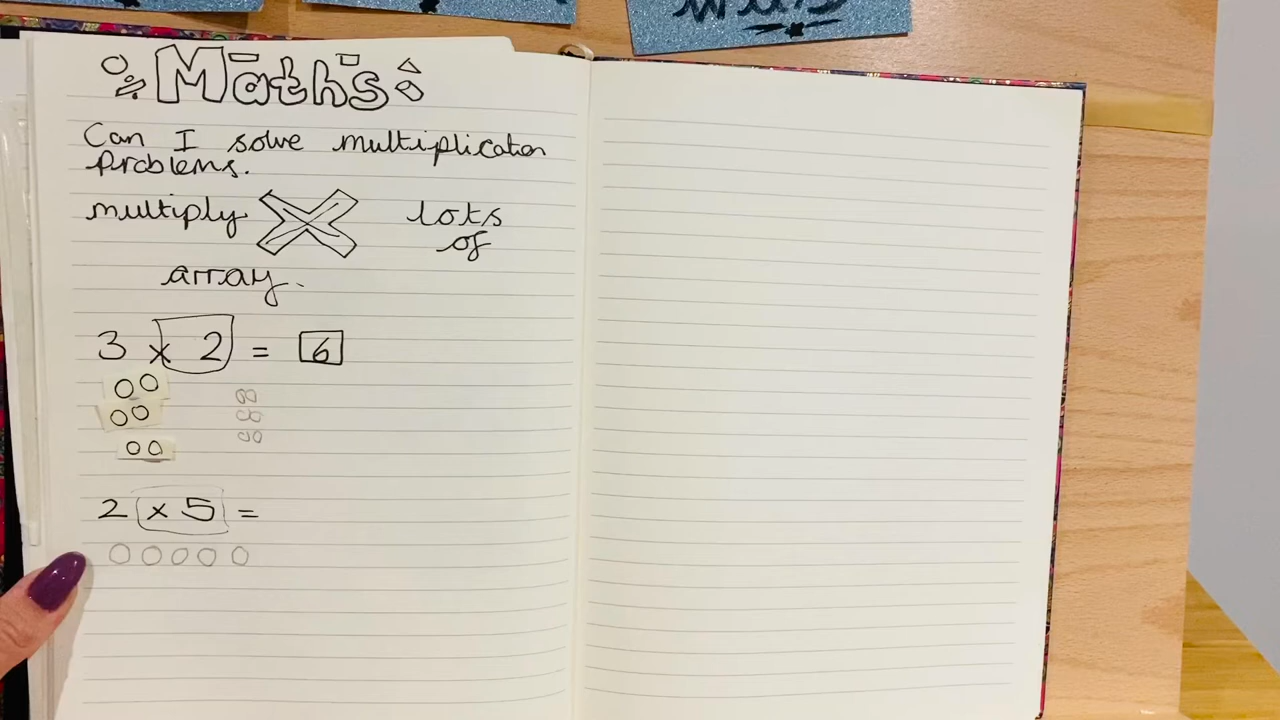 Maths
Can I solve multiplication
problems.
multiply × lots
of
array.
3 × 2 = 6
2 × 5 =